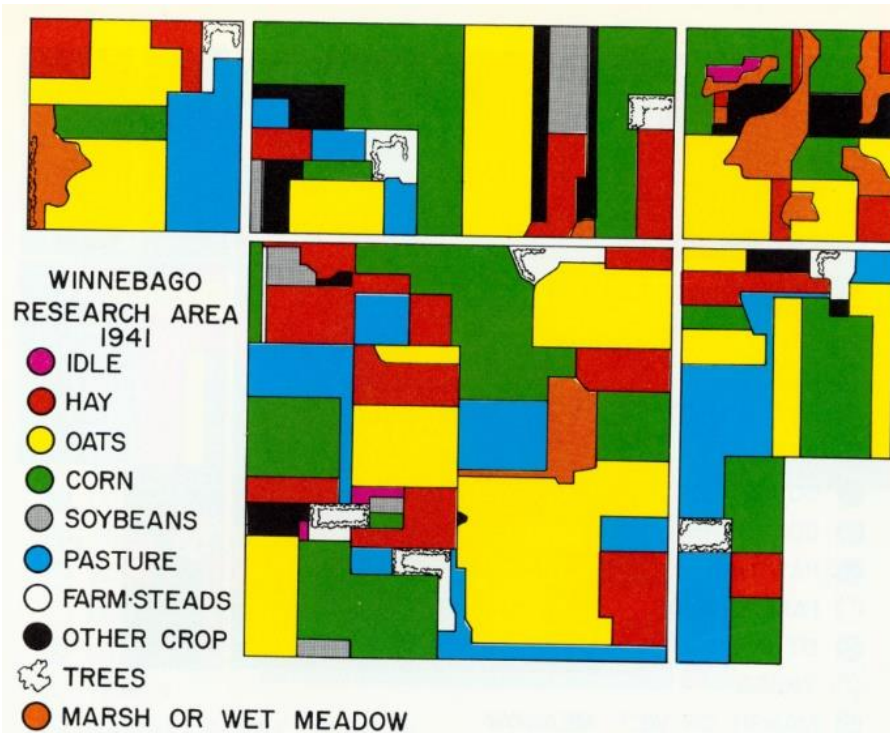 WINNEBAGO
RESEARCH AREA
1941
IDLE
HAY
OATS
CORN
SOYBEANS
PASTURE
FARM-STEADS
OTHER CROP
TREES
MARSH OR WET MEADOW